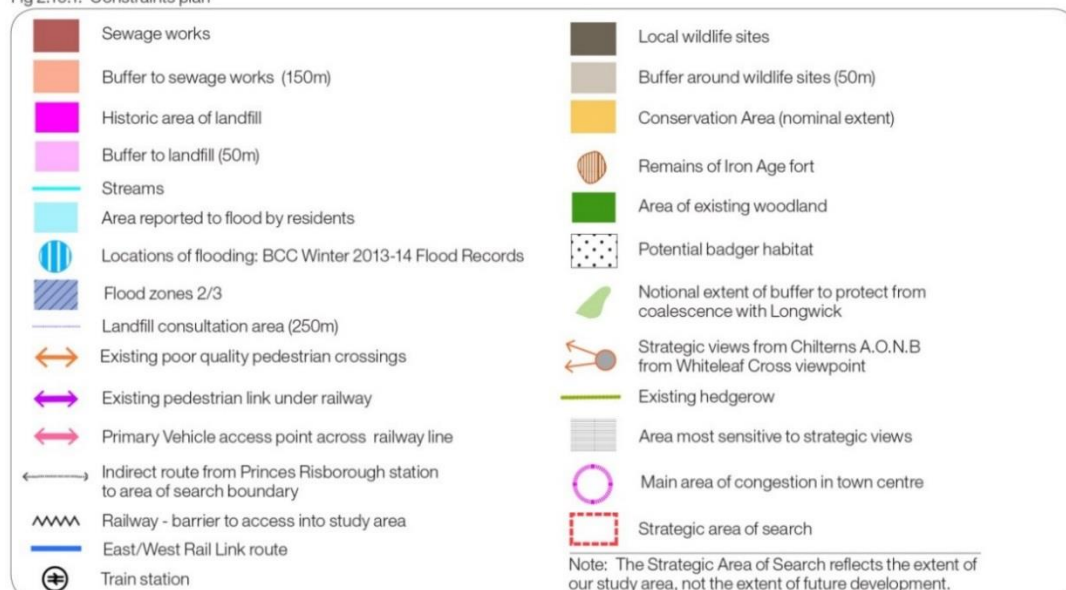 Fig 2.13.1: Constraints plan
Sewage works
Buffer to sewage works (150m)
Historic area of landfill
Buffer to landfill (50m)
Streams
Area reported to flood by residents
Locations of flooding: BCC Winter 2013-14 Flood Records
Flood zones 2/3
Landfill consultation area (250m)
Existing poor quality pedestrian crossings
Existing pedestrian link under railway
Primary Vehicle access point across railway line
Indirect route from Princes Risborough station
to area of search boundary
Railway - barrier to access into study area
East/West Rail Link route
Train station
Local wildlife sites
Buffer around wildlife sites (50m)
Conservation Area (nominal extent)
Remains of Iron Age fort
Area of existing woodland
Potential badger habitat
Notional extent of buffer to protect from
coalescence with Longwick
Strategic views from Chilterns A.O.N.B
from Whiteleaf Cross viewpoint
Existing hedgerow
Area most sensitive to strategic views
Main area of congestion in town centre
Strategic area of search
Note: The Strategic Area of Search reflects the extent of
our study area, not the extent of future development.